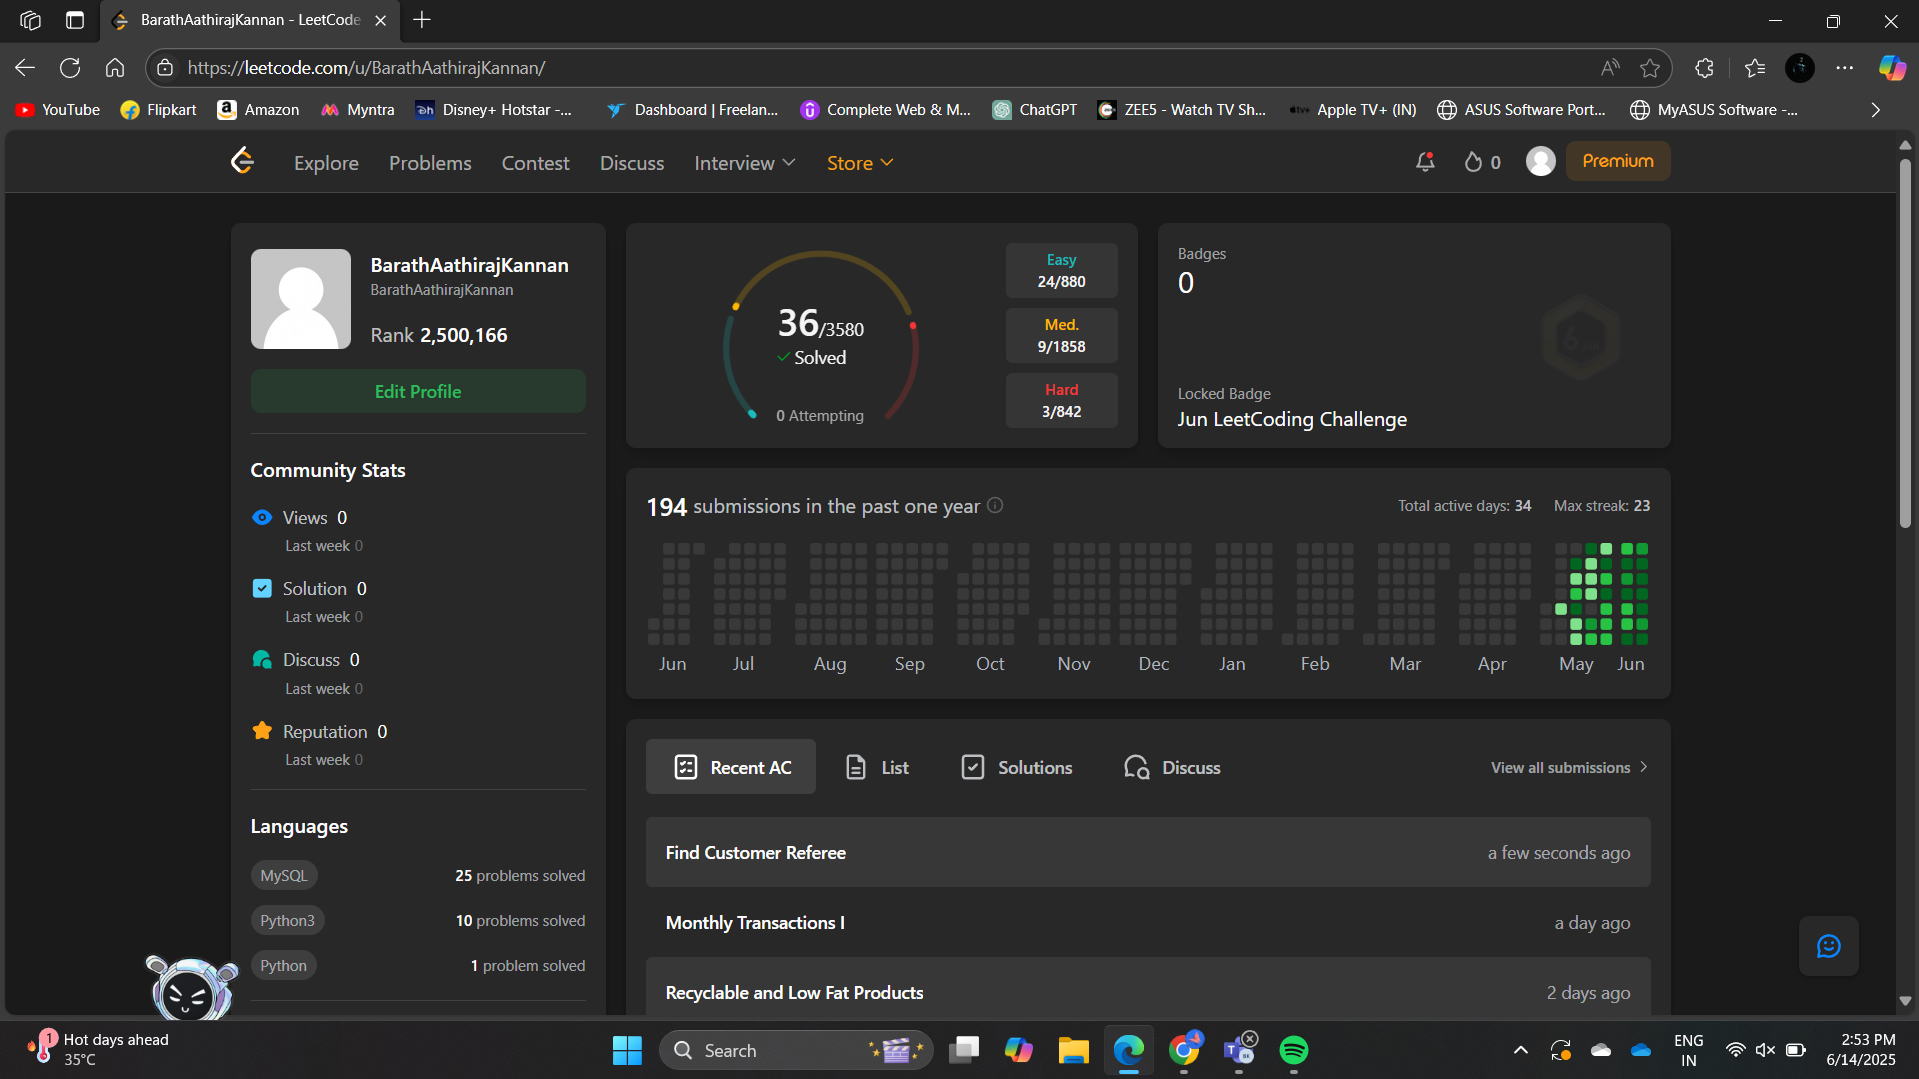 BarathAathirajKannan - LeetCode
https://leetcode.com/u/BarathAathirajKannan/
YouTube
Flipkart
Amazon
Myntra
Disney+ Hotstar -...
Dashboard | Freelan...
Complete Web & M...
ChatGPT
ZEE5 - Watch TV Sh...
Apple TV+ (IN)
ASUS Software Port...
MyASUS Software -...
Explore
Problems
Contest
Discuss
Interview
Store
0
Premium
BarathAathirajKannan
BarathAathirajKannan
Rank 2,500,166
Edit Profile
Community Stats
Views 0
Last week 0
Solution 0
Last week 0
Discuss 0
Last week 0
Reputation 0
Last week 0
Languages
MySQL
25 problems solved
Python3
10 problems solved
Python
1 problem solved
36/3580
Solved
0 Attempting
Easy
24/880
Med.
9/1858
Hard
3/842
Badges
0
Locked Badge
Jun LeetCoding Challenge
194 submissions in the past one year
Total active days: 34
Max streak: 23
Jun
Jul
Aug
Sep
Oct
Nov
Dec
Jan
Feb
Mar
Apr
May
Jun
Recent AC
List
Solutions
Discuss
View all submissions
Find Customer Referee
a few seconds ago
Monthly Transactions I
a day ago
Recyclable and Low Fat Products
2 days ago
1
Hot days ahead
35°C
Search
ENG
IN
2:53 PM
6/14/2025